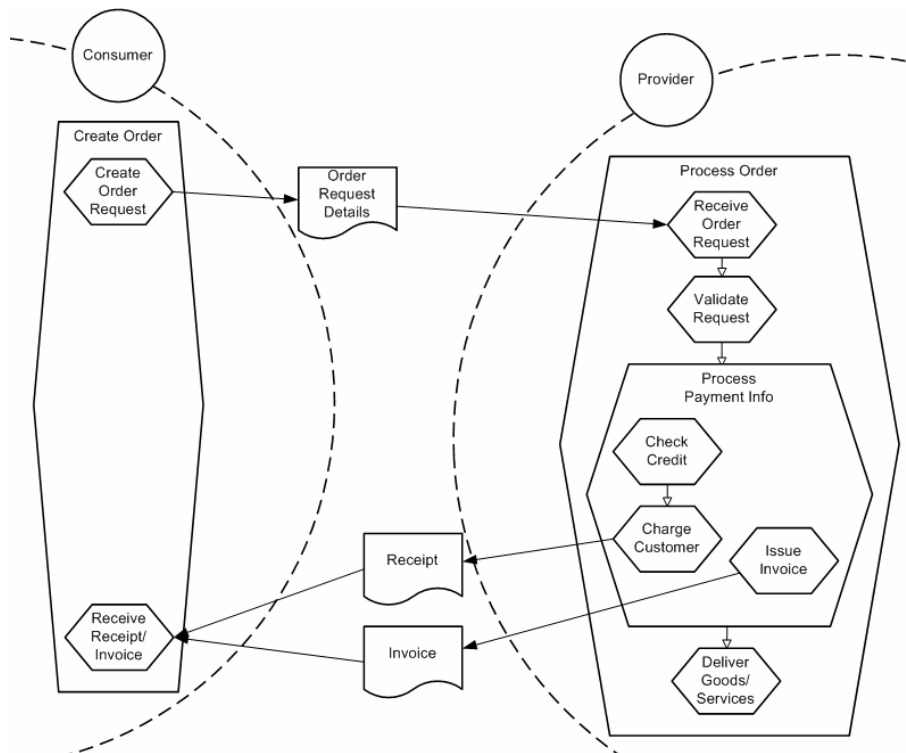 Consumer
Provider
Create Order
Create
Order
Request
Order
Request
Details
Process Order
Receive
Order
Request
Validate
Request
Process
Payment Info
Check
Credit
Charge
Customer
Issue
Invoice
Receipt
Receive
Receipt/
Invoice
Invoice
Deliver
Goods/
Services